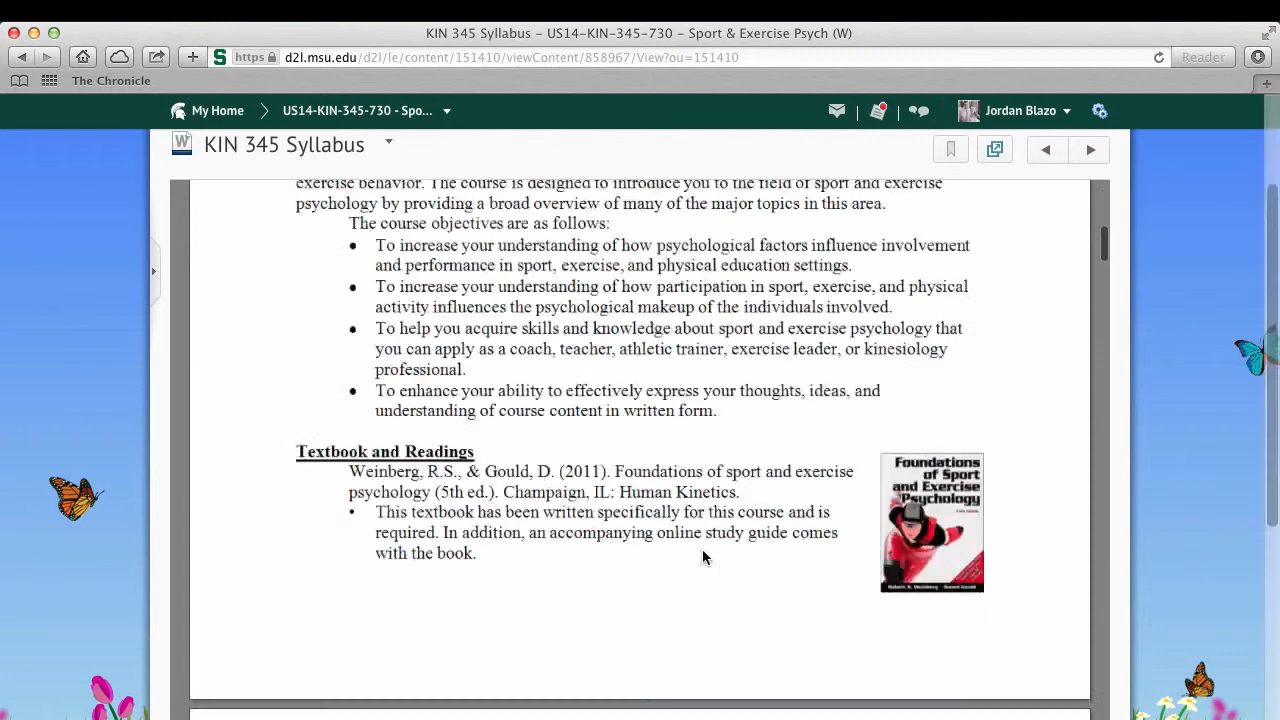 KIN 345 Syllabus – US14-KIN-345-730 – Sport & Exercise Psych (W)
https d2l.msu.edu/d2l/le/content/151410/viewContent/858967/View?ou=151410 Reader
The Chronicle
My Home US14-KIN-345-730 - Spo... Jordan Blazo
KIN 345 Syllabus
exercise behavior. The course is designed to introduce you to the field of sport and exercise
psychology by providing a broad overview of many of the major topics in this area.
The course objectives are as follows:
• To increase your understanding of how psychological factors influence involvement
and performance in sport, exercise, and physical education settings.
• To increase your understanding of how participation in sport, exercise, and physical
activity influences the psychological makeup of the individuals involved.
• To help you acquire skills and knowledge about sport and exercise psychology that
you can apply as a coach, teacher, athletic trainer, exercise leader, or kinesiology
professional.
• To enhance your ability to effectively express your thoughts, ideas, and
understanding of course content in written form.
Textbook and Readings
Weinberg, R.S., & Gould, D. (2011). Foundations of sport and exercise
psychology (5th ed.). Champaign, IL: Human Kinetics.
• This textbook has been written specifically for this course and is
required. In addition, an accompanying online study guide comes
with the book.
Foundations
of Sport
and Exercise
Psychology